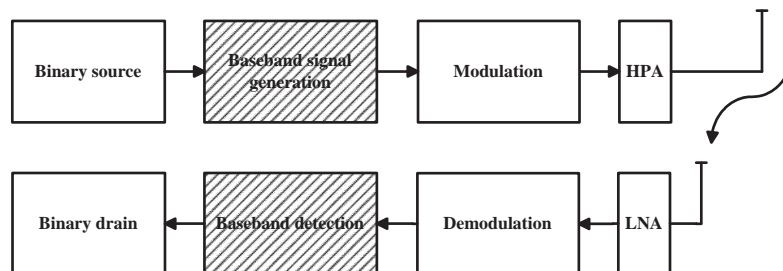 Binary source
Baseband signal
generation
Modulation
HPA
Binary drain
Baseband detection
Demodulation
LNA